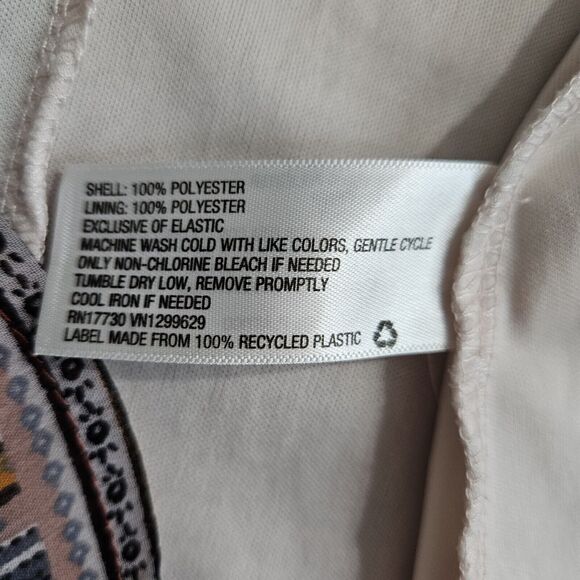 SHELL: 100% POLYESTER
LINING: 100% POLYESTER
EXCLUSIVE OF ELASTIC
MACHINE WASH COLD WITH LIKE COLORS, GENTLE CYCLE
ONLY NON-CHLORINE BLEACH IF NEEDED
TUMBLE DRY LOW, REMOVE PROMPTLY
COOL IRON IF NEEDED
RN17730 VN1299629
LABEL MADE FROM 100% RECYCLED PLASTIC